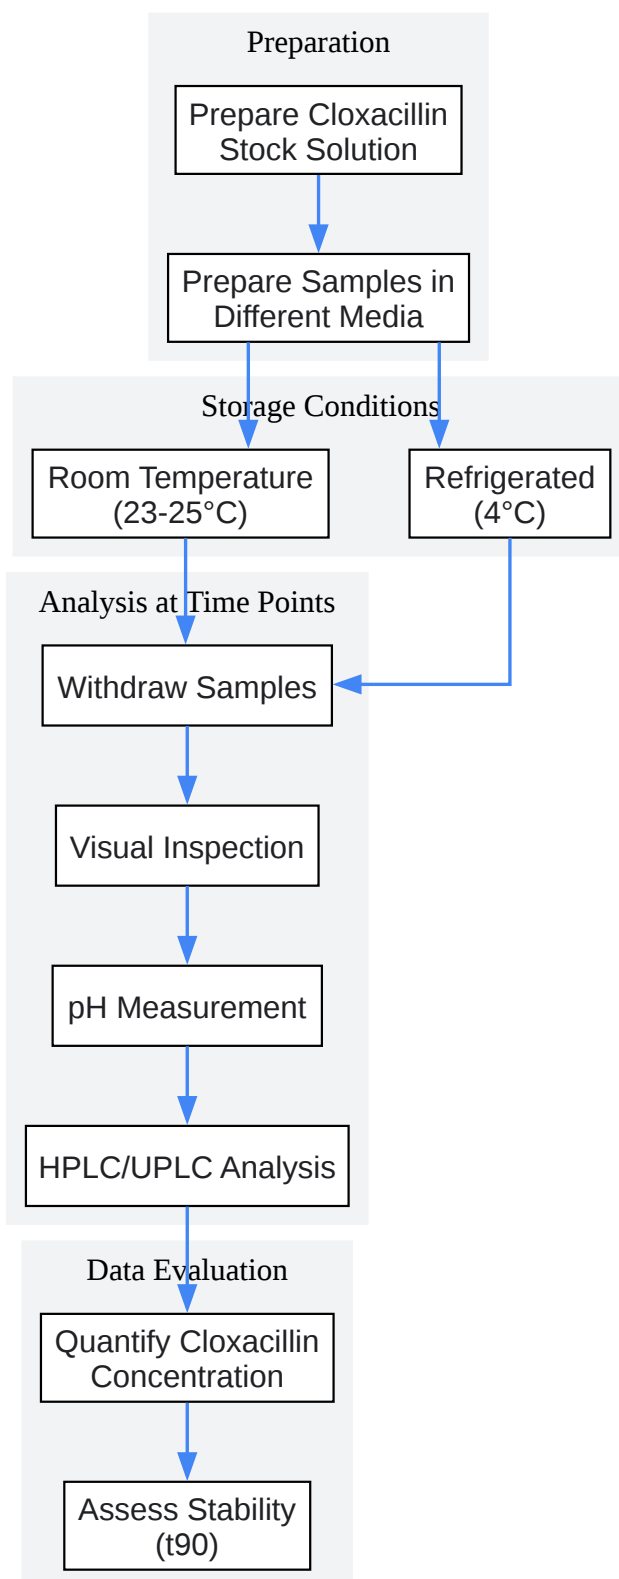 Preparation
Prepare Cloxacillin
Stock Solution
Prepare Samples in
Different Media
Storage Conditions
Room Temperature
(23-25°C)
Refrigerated
(4°C)
Analysis at Time Points
Withdraw Samples
Visual Inspection
pH Measurement
HPLC/UPLC Analysis
Data Evaluation
Quantify Cloxacillin
Concentration
Assess Stability
(t90)